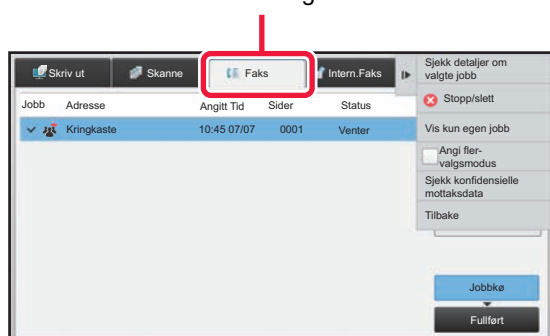 Skriv ut Skanne Faks Intern.Faks
Jobb Adresse Angitt Tid Sider Status
Kringkaste 10:45 07/07 0001 Venter
Sjekk detaljer om
valgte jobb
Stopp/slett
Vis kun egen jobb
Angi fler-
valgsmodus
Sjekk konfidensielle
mottaksdata
Tilbake
Jobbkø
Fullført